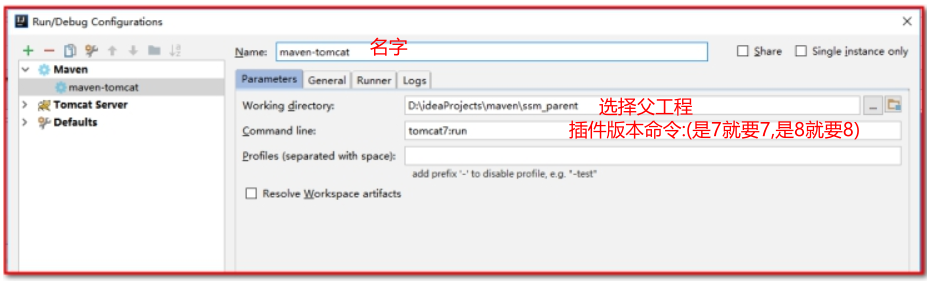 Run/Debug Configurations
Name: maven-tomcat 名字 Share Single instance only
Maven
maven-tomcat
Tomcat Server
Defaults
Parameters General Runner Logs
Working directory: D:\ideaProjects\maven\ssm_parent 选择父工程 ...
Command line: tomcat7:run 插件版本命令:(是7就要7,是8就要8)
Profiles (separated with space):
add prefix '-' to disable profile, e.g. "-test"
Resolve Workspace artifacts